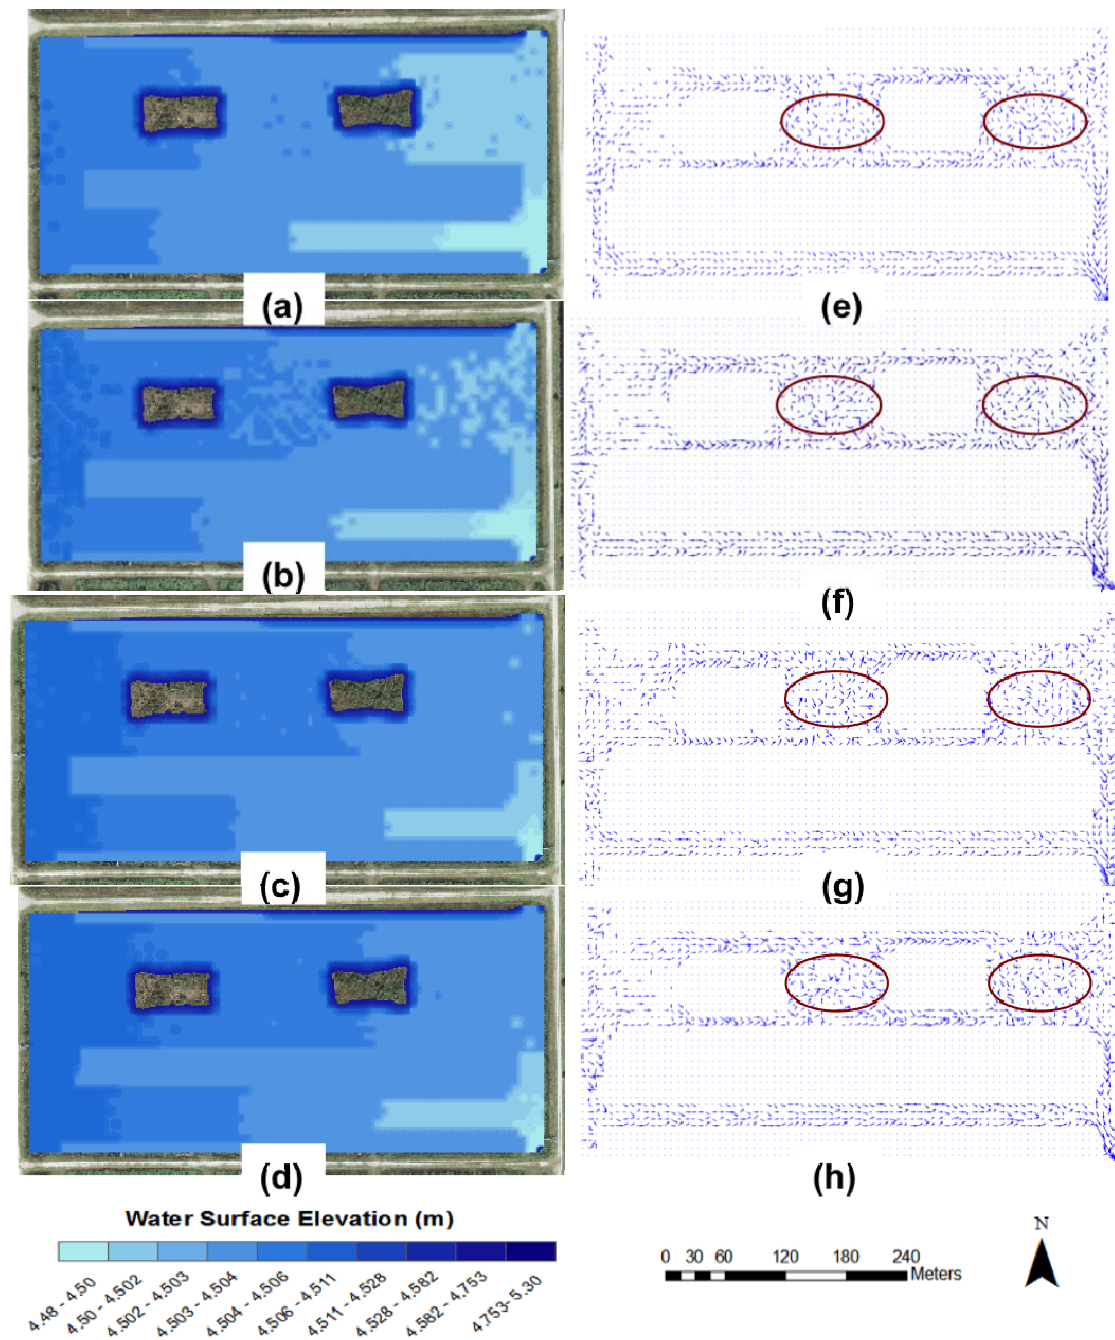 (a)
(e)
(b)
(f)
(c)
(g)
(d)
(h)
Water Surface Elevation (m)
4.48 - 4.50
4.50 - 4.502
4.502 - 4.503
4.503 - 4.504
4.504 - 4.506
4.506 - 4.511
4.511 - 4.528
4.528 - 4.582
4.582 - 4.753
4.753- 5.30
0 30 60 120 180 240
Meters
N